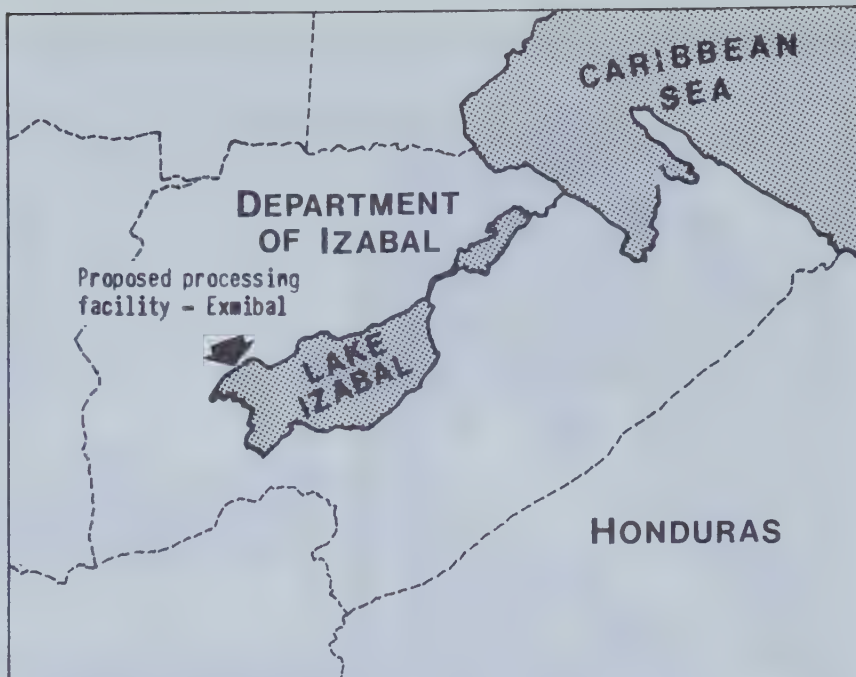 CARIBBEAN
SEA
DEPARTMENT
OF IZABAL
Proposed processing
facility - Exmibal
LAKE
IZABAL
HONDURAS